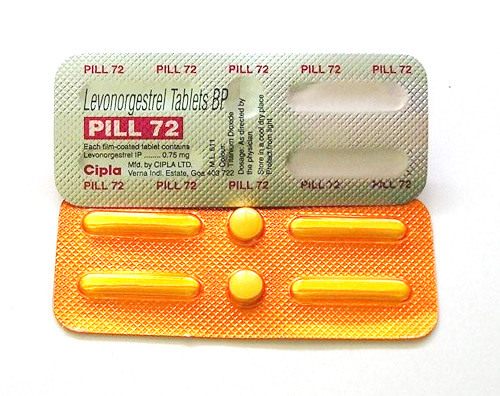 PILL 72 PILL 72 PILL 72 PILL 72 PILL 72
Levonorgestrel Tablets BP
PILL 72
Each film-coated tablet contains
Levonorgestrel IP ....... 0.75 mg
Cipla
Mfd. by CIPLA LTD.
Verna Indl. Estate, Goa 403 722
M.L. 511
Colour:
Titanium Dioxide
Dosage: As directed by
the physician.
Store in a cool dry place
Protect from light
PILL 72 PILL 72 PILL 72 PILL 72 PILL 72